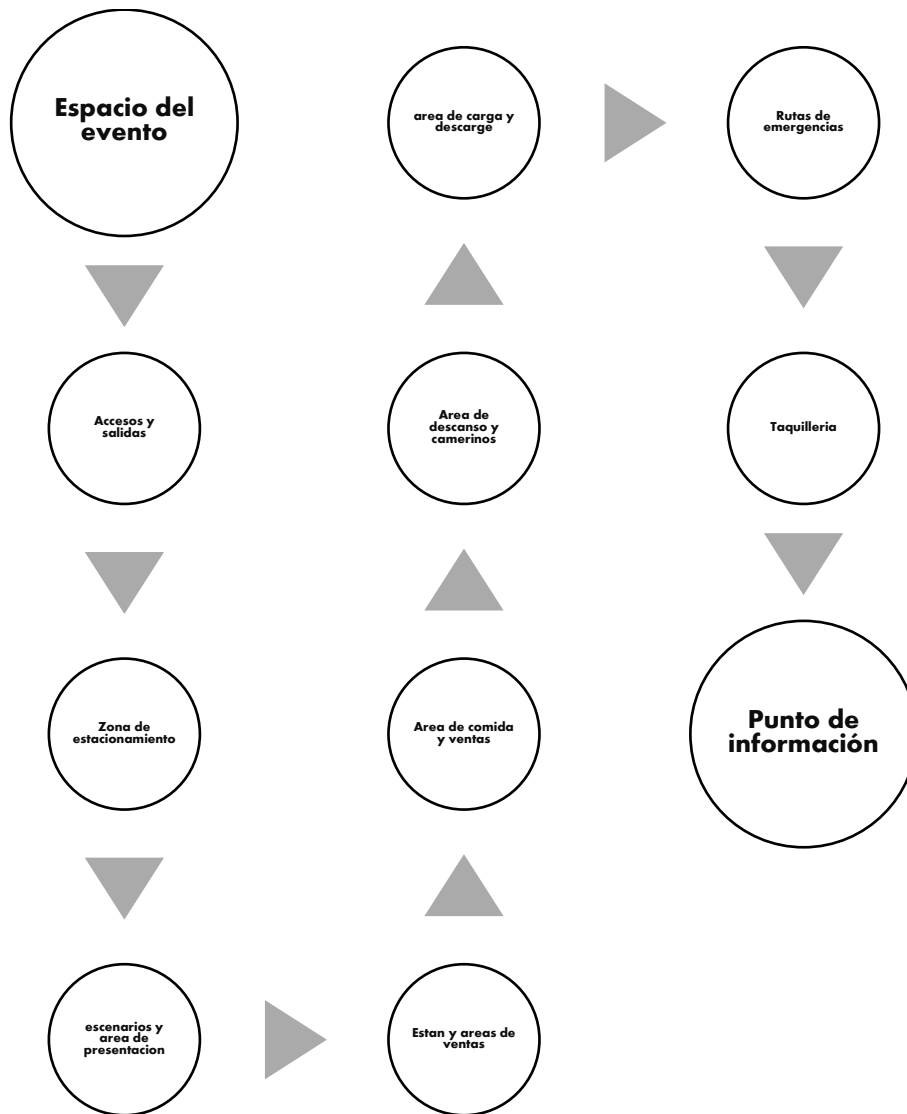 Espacio del
evento
Accesos y
salidas
Zona de
estacionamiento
escenarios y
area de
presentacion
Estan y areas de
ventas
Area de comida
y ventas
Area de
descanso y
camerinos
area de carga y
descarge
Rutas de
emergencias
Taquilleria
Punto de
información